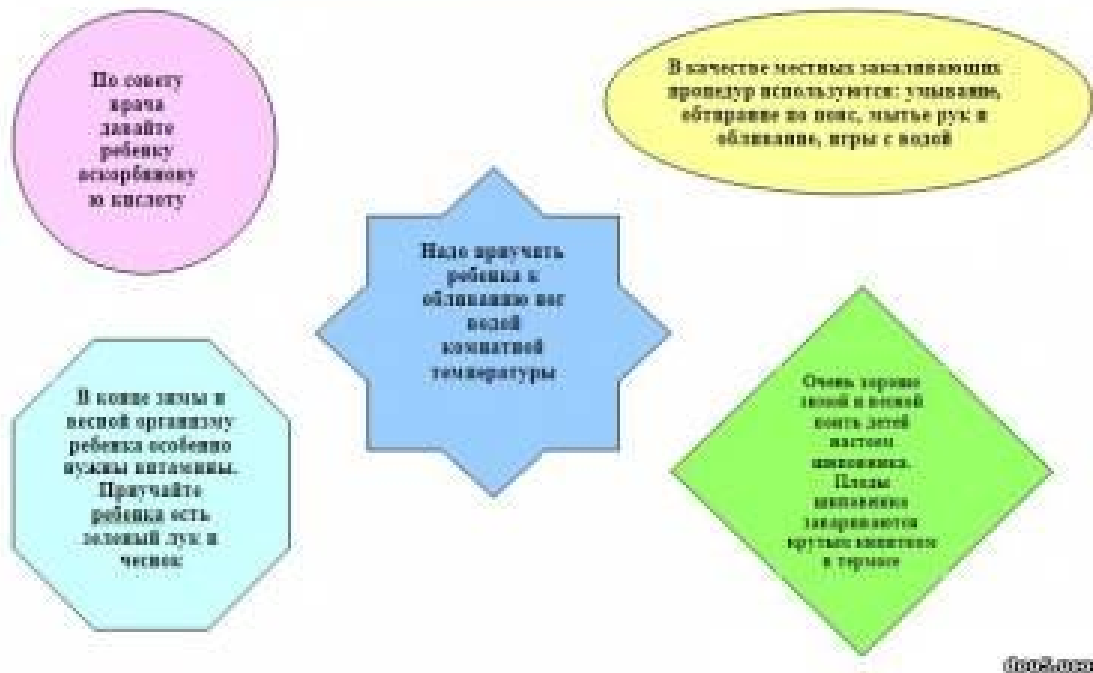 По совету
врача
давайте
ребенку
аскорбинову
ю кислоту
В качестве местных закаливающих
процедур используются: умывание,
обтирание по пояс, мытье рук и
обливание, игры с водой
Надо приучать
ребенка к
обливанию ног
водой
комнатной
температуры
В конце зимы и
весной организму
ребенка особенно
нужны витамины.
Приучайте
ребенка есть
зеленый лук и
чеснок
Очень хорошо
зимой и весной
поить детей
настоем
шиповника.
Плоды
шиповника
завариваются
крутым кипятком
в термосе